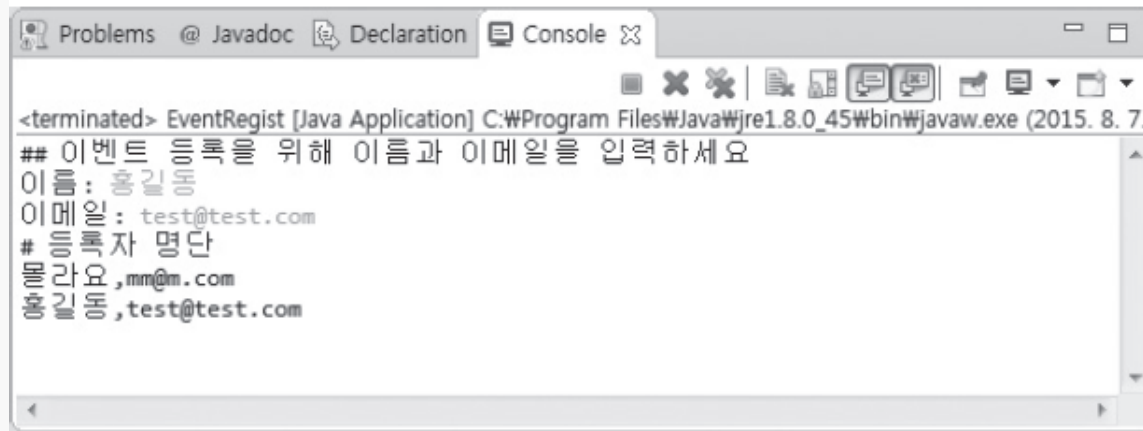 Problems @ Javadoc Declaration Console
<terminated> EventRegist [Java Application] C:₩Program Files₩Java₩jre1.8.0_45₩bin₩javaw.exe (2015. 8. 7.
## 이벤트 등록을 위해 이름과 이메일을 입력하세요
이름: 홍길동
이메일: test@test.com
# 등록자 명단
몰라요,mm@m.com
홍길동,test@test.com